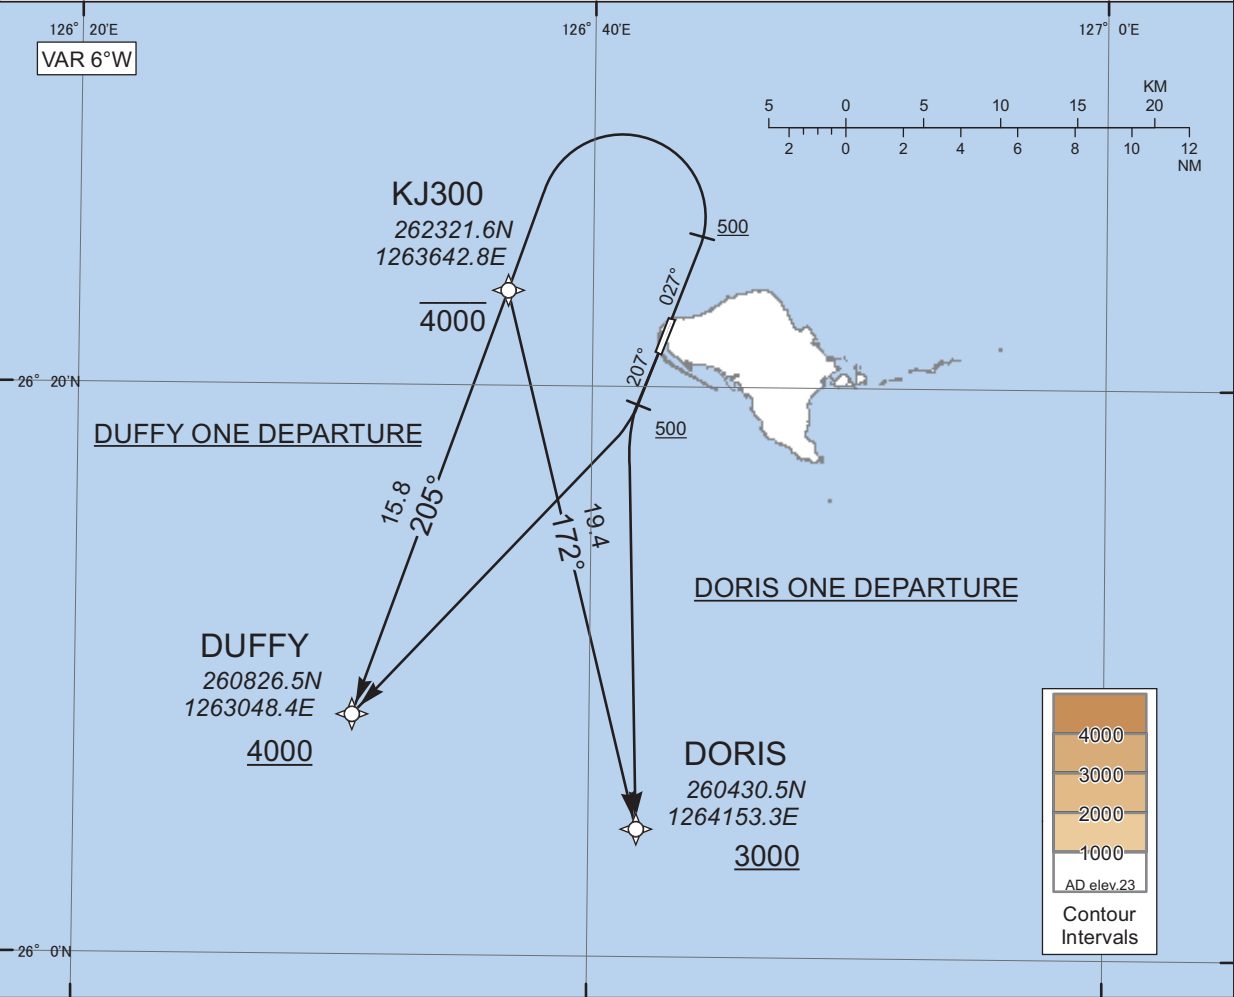 126° 20'E
126° 40'E
127° 0'E
VAR 6°W
KM
5 0 5 10 15 20
2 0 2 4 6 8 10 12
NM
KJ300
262321.6N
1263642.8E
4000
500
027°
207°
26° 20'N
500
DUFFY ONE DEPARTURE
15.8
205°
19.4
172°
DORIS ONE DEPARTURE
DUFFY
260826.5N
1263048.4E
4000
DORIS
260430.5N
1264153.3E
3000
4000
3000
2000
1000
AD elev.23
Contour
Intervals
26° 0'N